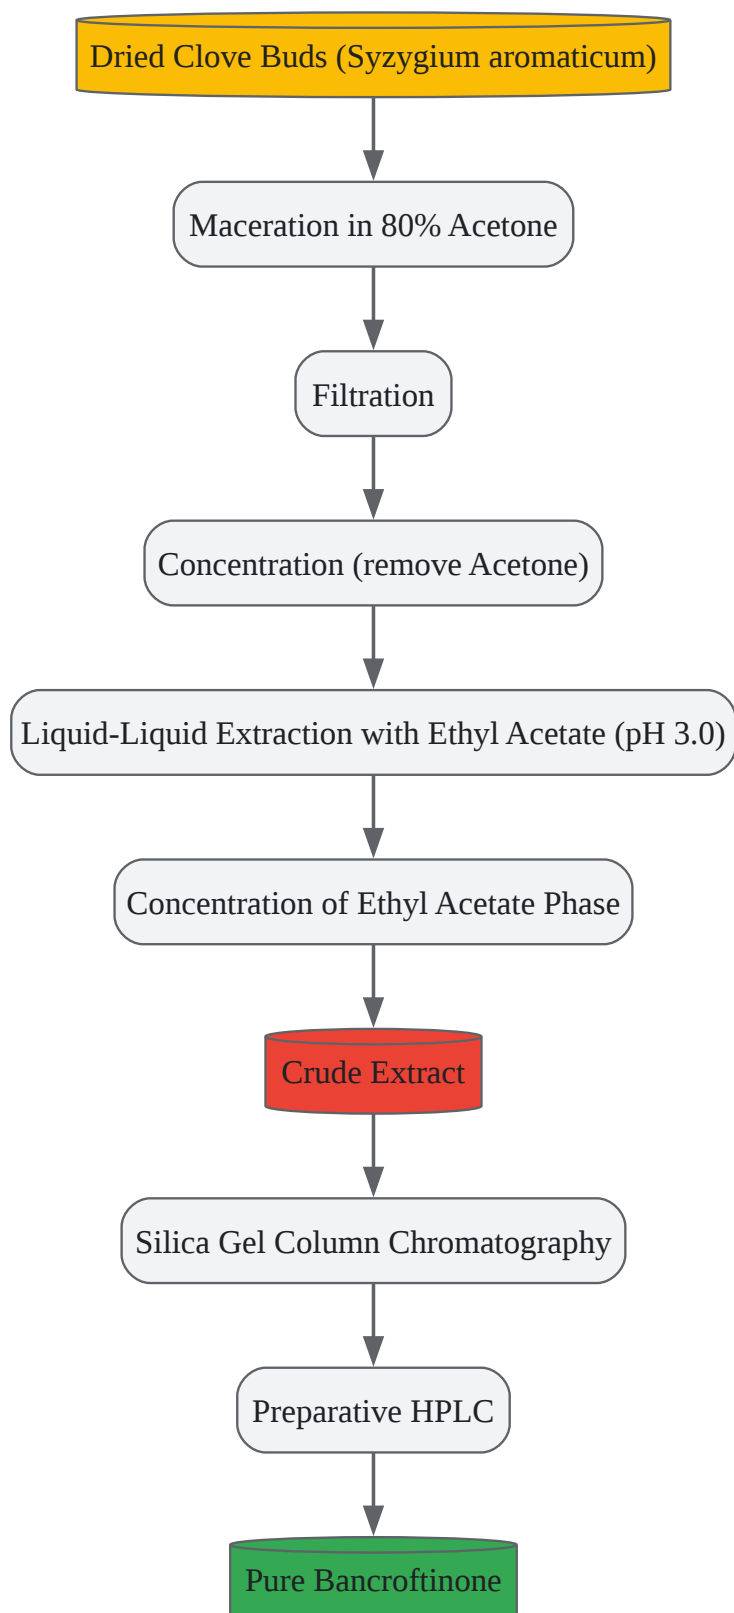 Dried Clove Buds (Syzygium aromaticum)
Maceration in 80% Acetone
Filtration
Concentration (remove Acetone)
Liquid-Liquid Extraction with Ethyl Acetate (pH 3.0)
Concentration of Ethyl Acetate Phase
Crude Extract
Silica Gel Column Chromatography
Preparative HPLC
Pure Bancroftinone